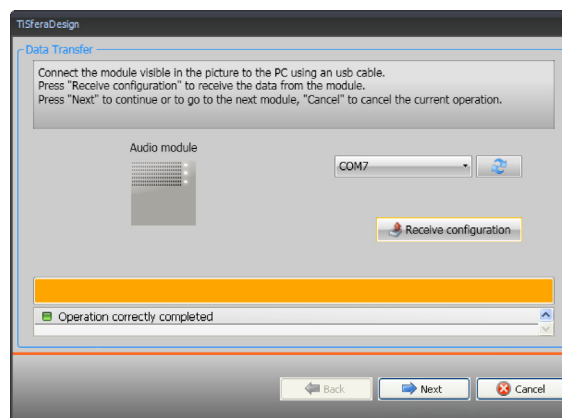 TiSferaDesign
Data Transfer
Connect the module visible in the picture to the PC using an usb cable.
Press "Receive configuration" to receive the data from the module.
Press "Next" to continue or to go to the next module, "Cancel" to cancel the current operation.
Audio module
COM7
Receive configuration
Operation correctly completed
Back
Next
Cancel